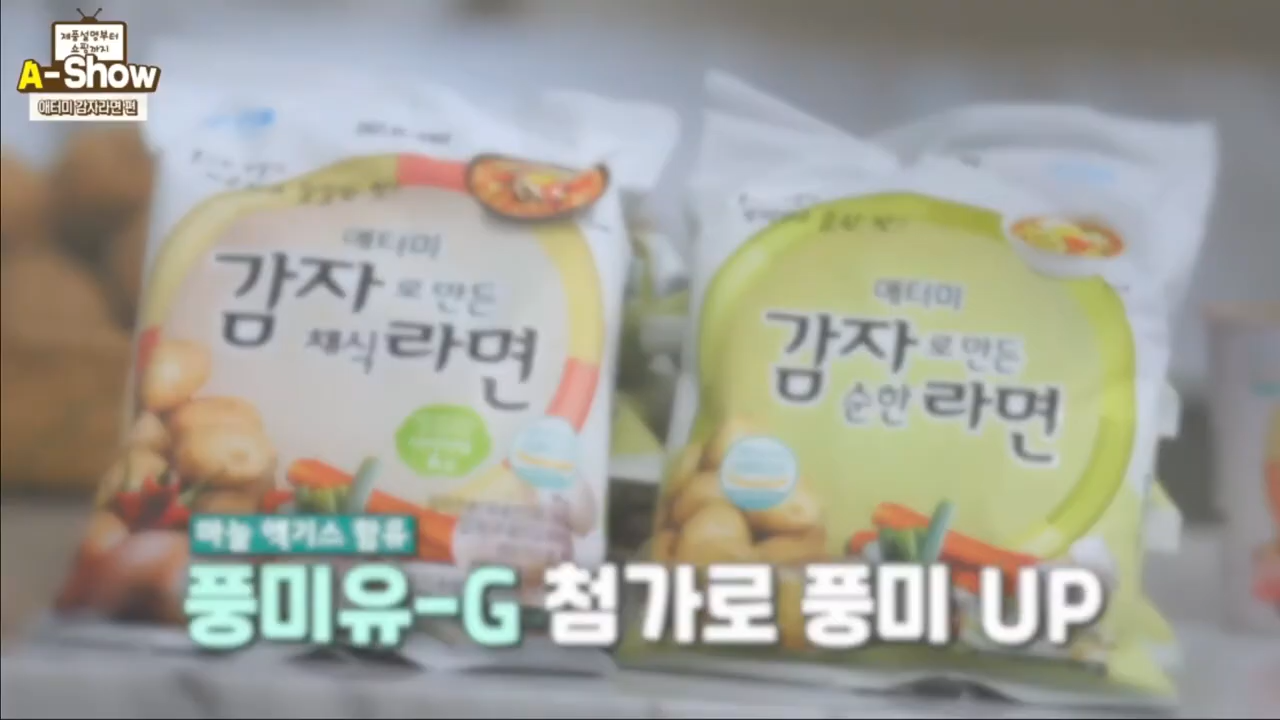 제품설명부터
쇼핑까지
A-Show
애터미 감자라면 편
애터미
감자로 만든
채식 라면
애터미
감자로 만든
순한 라면
마늘 엑기스 함유
풍미유-G 첨가로 풍미 UP